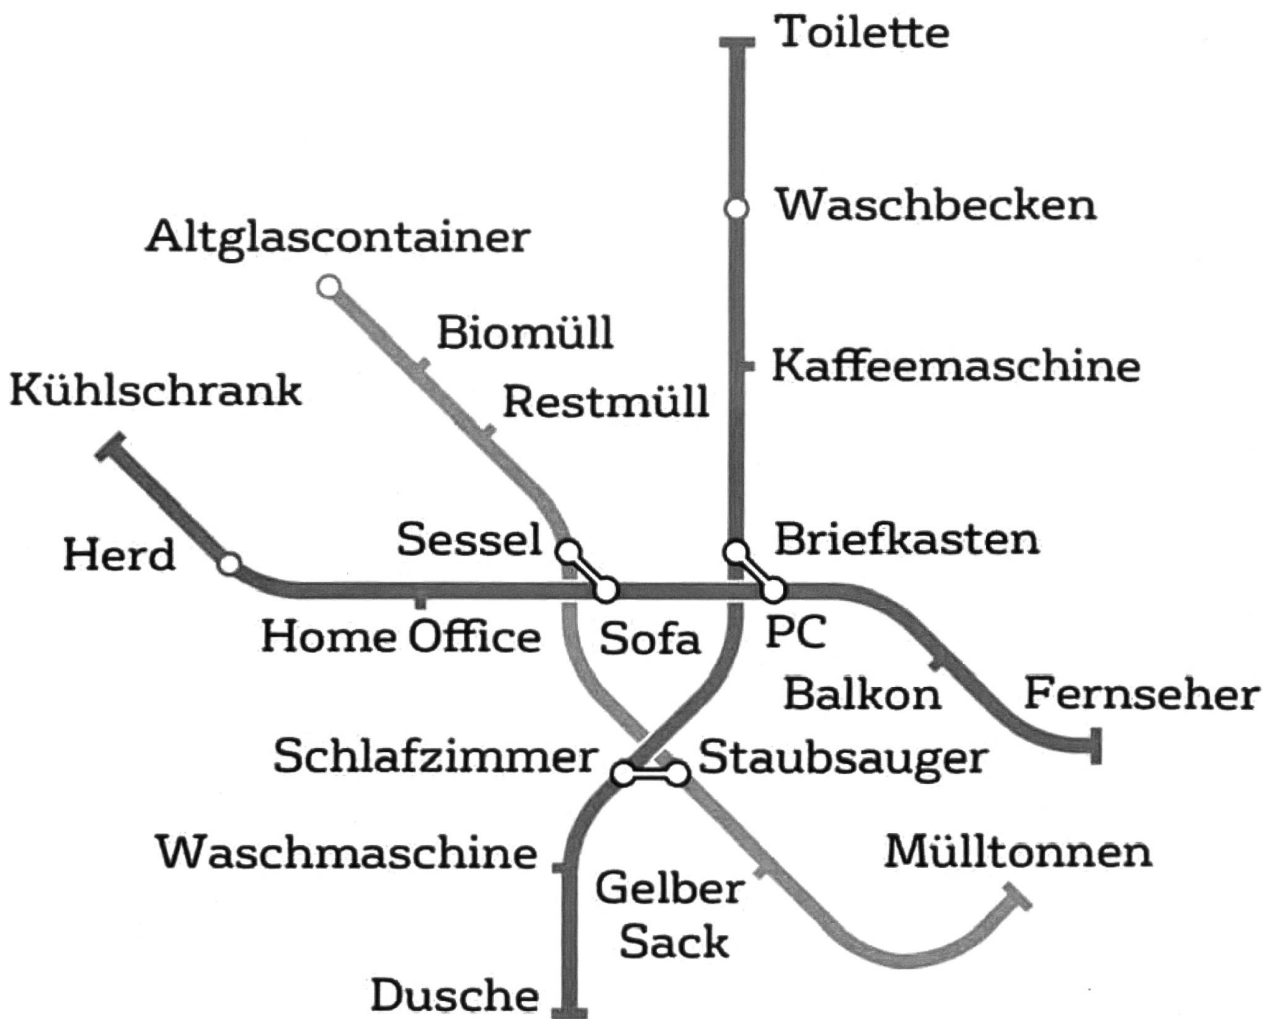 Toilette
Waschbecken
Altglascontainer
Biomüll
Kaffeemaschine
Kühlschrank
Restmüll
Sessel
Briefkasten
Herd
Home Office
Sofa
PC
Balkon
Fernseher
Schlafzimmer
Staubsauger
Waschmaschine
Mülltonnen
Gelber
Sack
Dusche